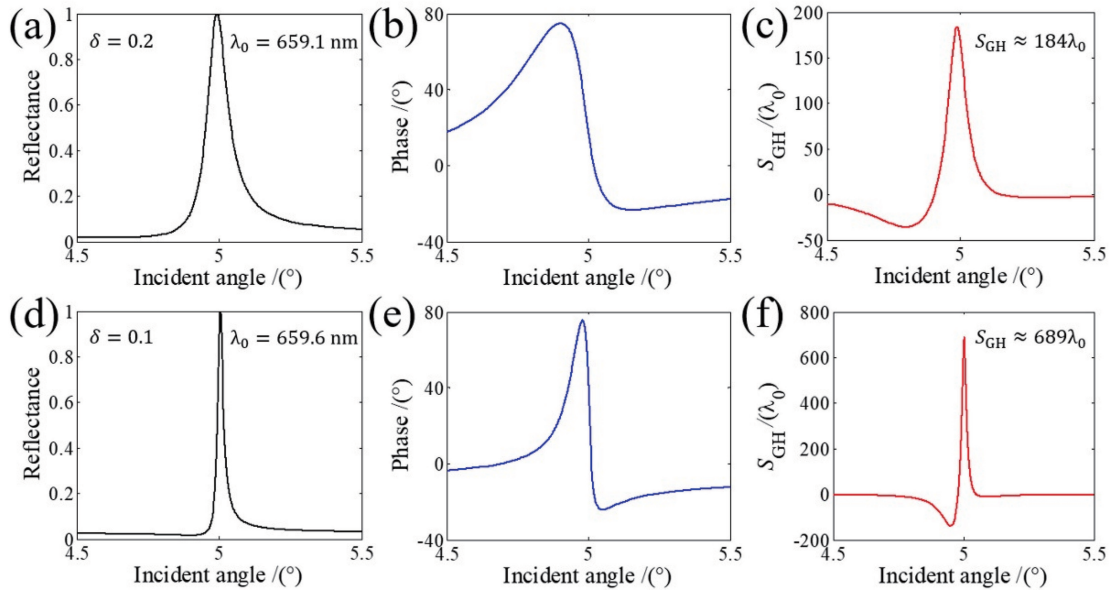 (a)
δ = 0.2
λ₀ = 659.1 nm
Reflectance
1
0.8
0.6
0.4
0.2
0
4.5 5 5.5
Incident angle /(°)
(b)
Phase /(°)
80
40
0
-40
4.5 5 5.5
Incident angle /(°)
(c)
S_GH ≈ 184λ₀
S_GH/(λ₀)
200
150
100
50
0
-50
4.5 5 5.5
Incident angle /(°)
(d)
δ = 0.1
λ₀ = 659.6 nm
Reflectance
1
0.8
0.6
0.4
0.2
0
4.5 5 5.5
Incident angle /(°)
(e)
Phase /(°)
80
40
0
-40
4.5 5 5.5
Incident angle /(°)
(f)
S_GH ≈ 689λ₀
S_GH/(λ₀)
800
600
400
200
0
-200
4.5 5 5.5
Incident angle /(°)